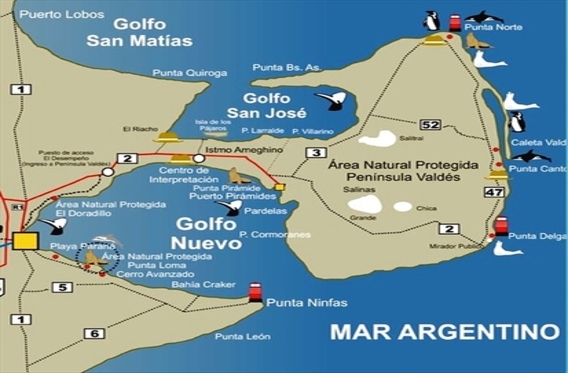 Puerto Lobos
Golfo
San Matías
Punta Norte
Punta Quiroga
Punta Bs. As.
1
Golfo
San José
Isla de los
Pájaros
P. Larralde
P. Villarino
El Riacho
52
Salitral
Caleta Vald
Puesto de acceso
El Desempeño
(Ingreso a Península Valdés)
2
Istmo Ameghino
3
Centro de
Interpretación
Área Natural Protegida
Península Valdés
Punta Canto
Punta Pirámide
Puerto Pirámides
Salinas
47
R1
Área Natural Protegida
El Doradillo
Pardelas
Grande
Chica
Golfo
Nuevo
P. Cormoranes
Punta Delga
Mirador Publico
Playa Paraná
Área Natural Protegida
Punta Loma
Cerro Avanzado
Bahía Craker
5
Punta Ninfas
1
6
Punta León
MAR ARGENTINO